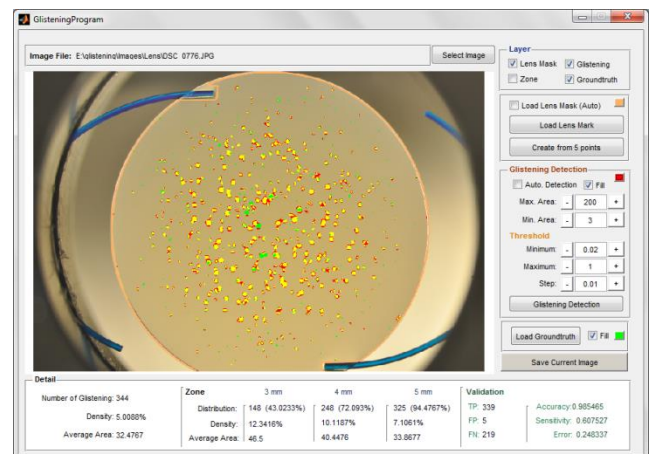 GlisteningProgram
Image File: E:\glistening\Images\Lens\DSC_0776.JPG
Select Image
Layer
Lens Mask
Glistening
Zone
Groundtruth
Load Lens Mask (Auto)
Load Lens Mark
Create from 5 points
Glistening Detection
Auto. Detection
Fill
Max. Area: - 200 +
Min. Area: - 3 +
Threshold
Minimum: - 0.02 +
Maximum: - 1 +
Step: - 0.01 +
Glistening Detection
Load Groundtruth
Fill
Save Current Image
Detail
Number of Glistening: 344
Density: 5.0088%
Average Area: 32.4767
Zone 3 mm 4 mm 5 mm
Distribution: 148 (43.0233%) 248 (72.093%) 325 (94.4767%)
Density: 12.3416% 10.1187% 7.1061%
Average Area: 46.5 40.4476 33.8677
Validation
TP: 339
FP: 5
FN: 219
Accuracy:0.985465
Sensitivity: 0.607527
Error: 0.248337